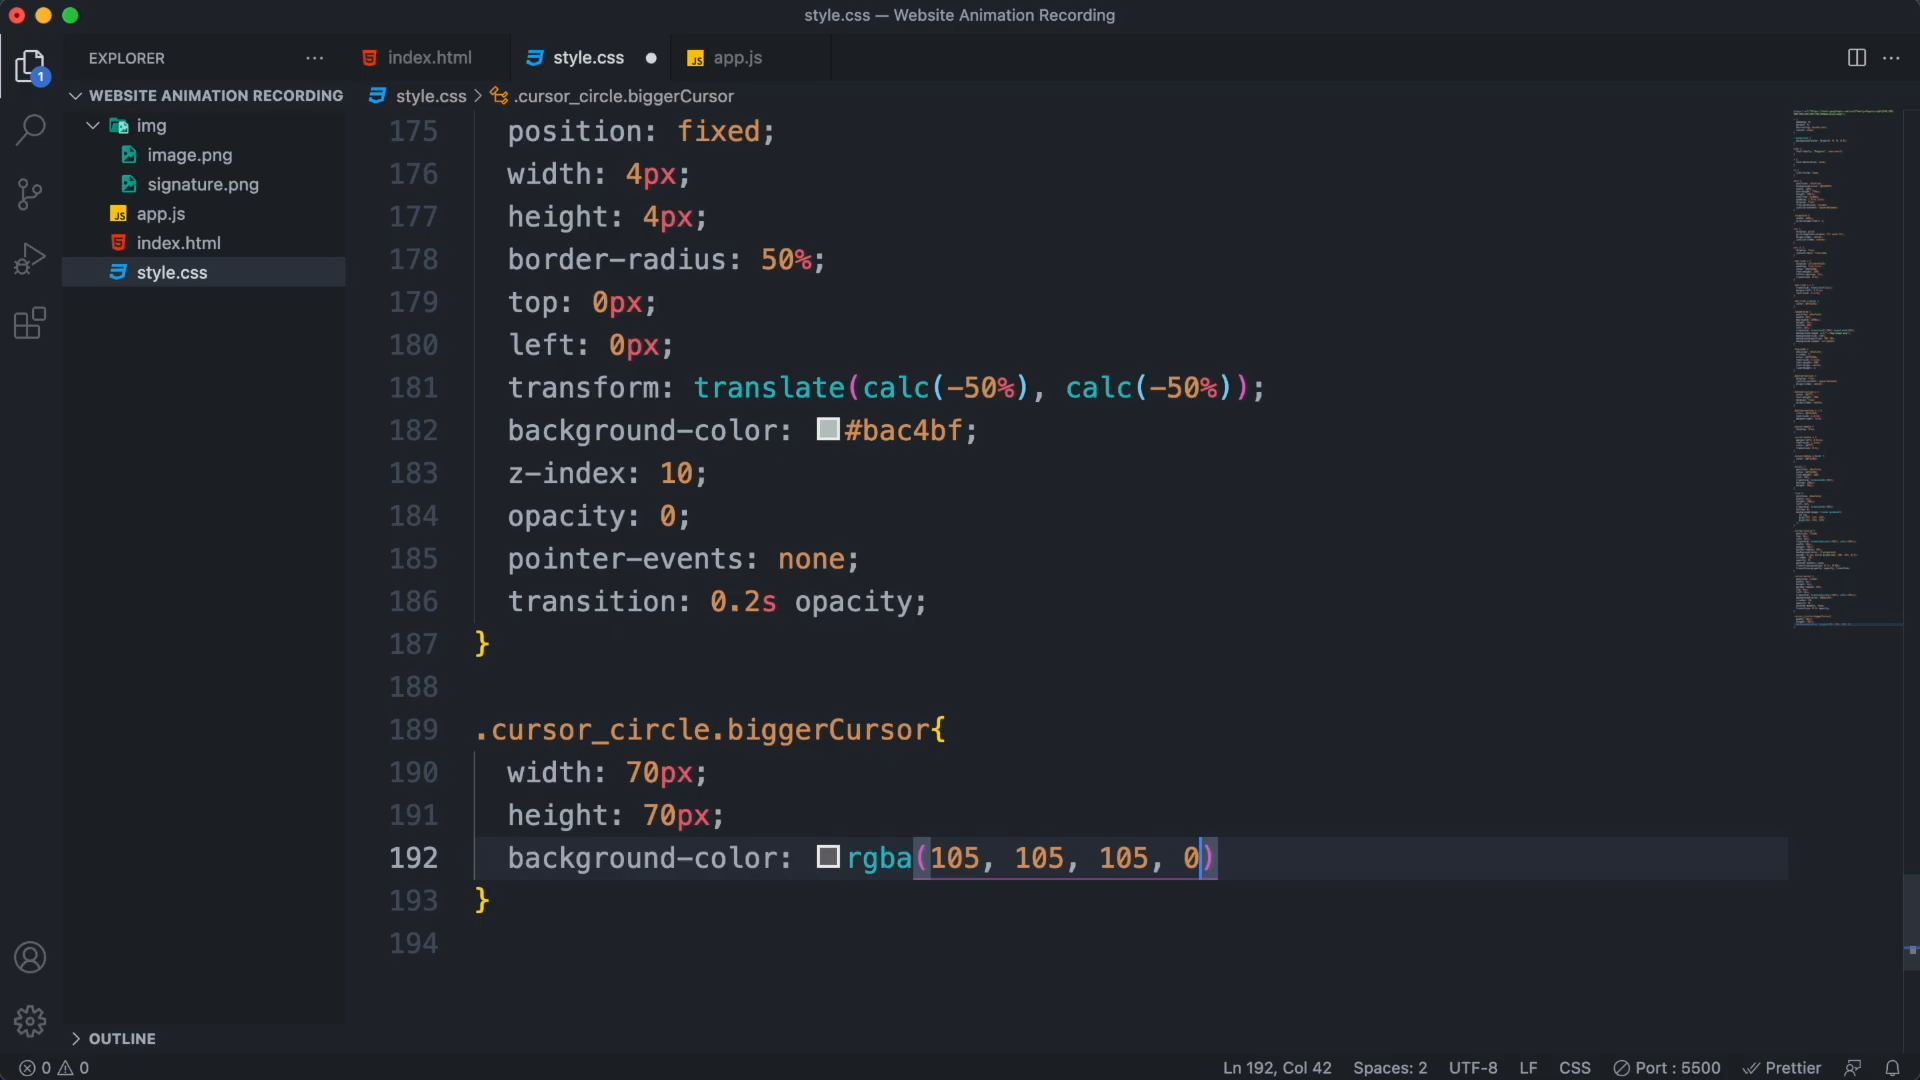 style.css — Website Animation Recording
EXPLORER
index.html
style.css
app.js
1
WEBSITE ANIMATION RECORDING
style.css > .cursor_circle.biggerCursor
img
image.png
signature.png
app.js
index.html
style.css
175 position: fixed;
176 width: 4px;
177 height: 4px;
178 border-radius: 50%;
179 top: 0px;
180 left: 0px;
181 transform: translate(calc(-50%), calc(-50%));
182 background-color: #bac4bf;
183 z-index: 10;
184 opacity: 0;
185 pointer-events: none;
186 transition: 0.2s opacity;
187 }
188
189 .cursor_circle.biggerCursor{
190 width: 70px;
191 height: 70px;
192 background-color: rgba(105, 105, 105, 0)
193 }
194
OUTLINE
0 0
Ln 192, Col 42 Spaces: 2 UTF-8 LF CSS Port : 5500 Prettier